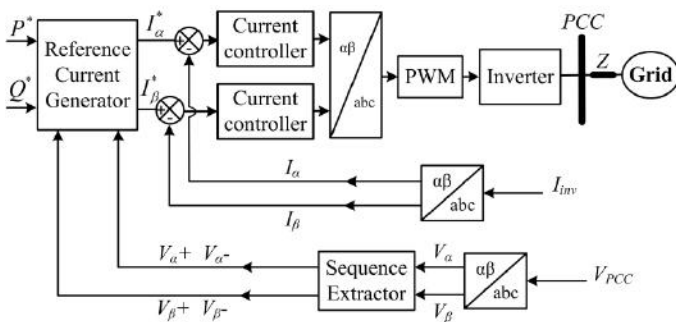 P*
Q*
Reference
Current
Generator
I*α
I*β
+
-
+
-
Current
controller
Current
controller
αβ
abc
PWM
Inverter
PCC
Z
Grid
Iα
Iβ
αβ
abc
Iinv
Vα+ Vα-
Vβ+ Vβ-
Sequence
Extractor
Vα
Vβ
αβ
abc
VPCC